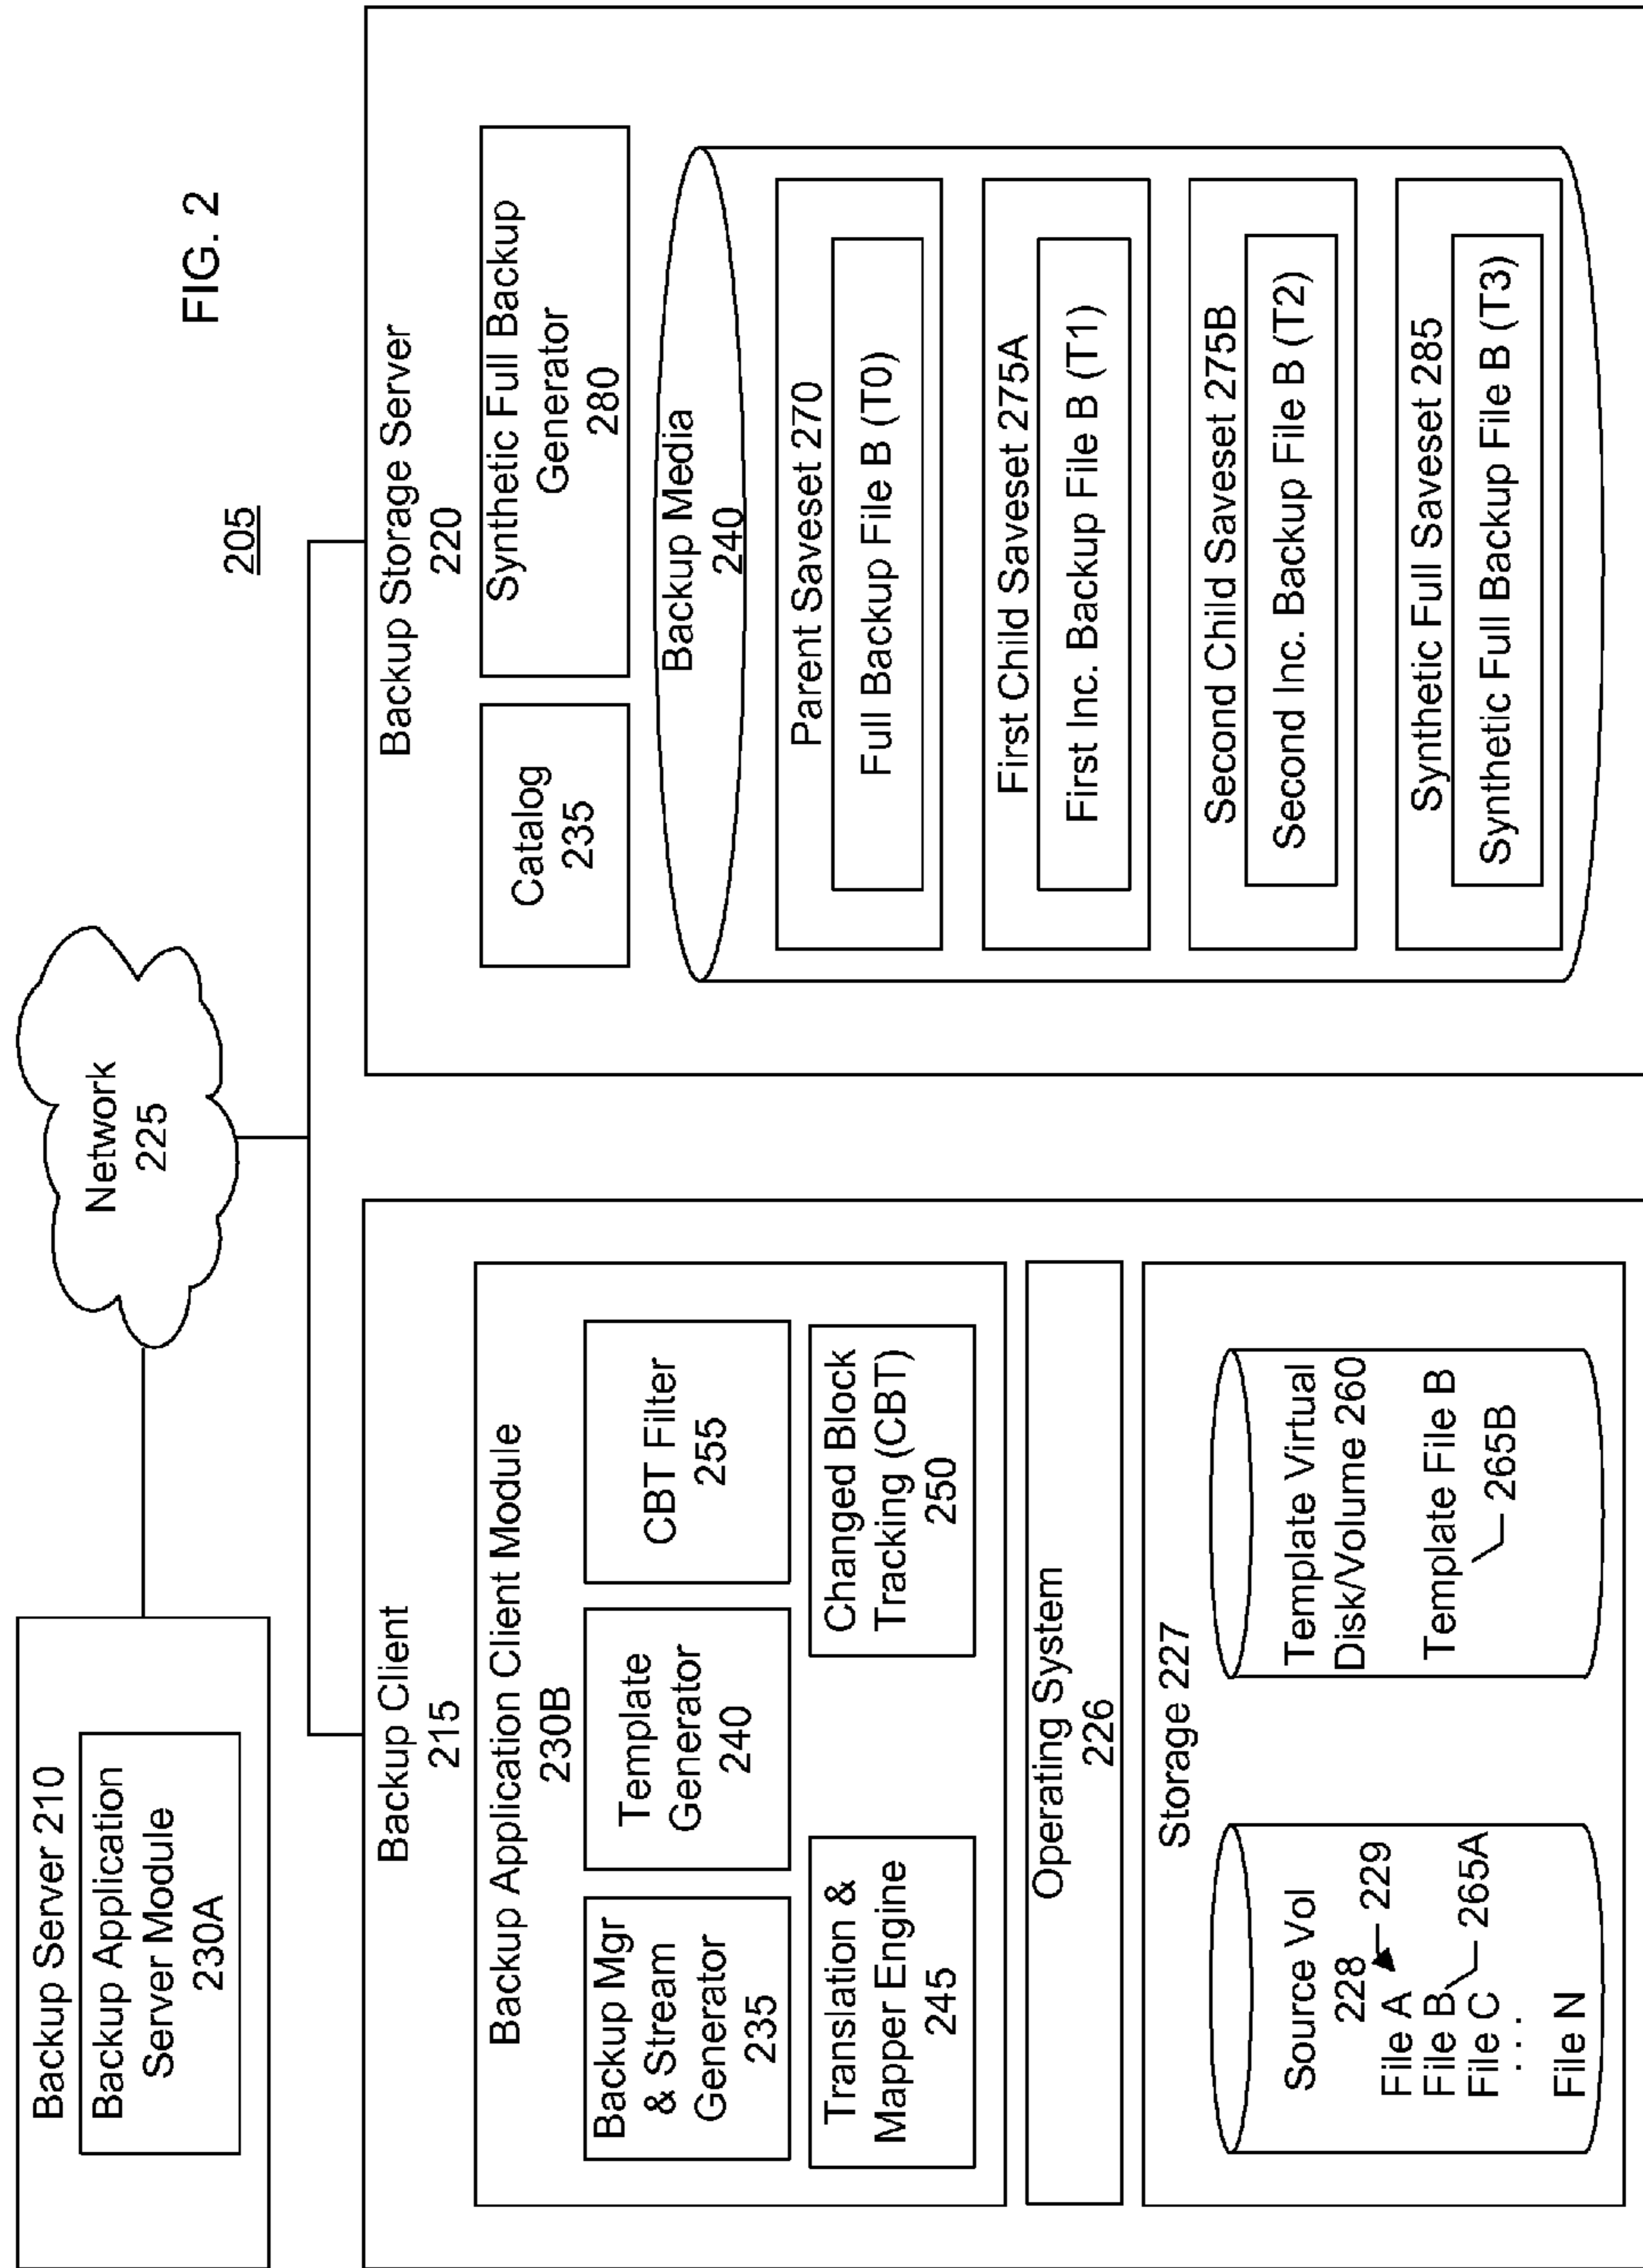 FIG. 2
205
Network
225
Backup Server 210
Backup Application
Server Module
230A
Backup Client
215
Backup Application Client Module
230B
Backup Mgr
& Stream
Generator
235
Template
Generator
240
CBT Filter
255
Translation &
Mapper Engine
245
Changed Block
Tracking (CBT)
250
Operating System
226
Storage 227
Source Vol
228
229
File A
File B
265A
File C
. . .
File N
Template Virtual
Disk/Volume 260
Template File B
265B
Backup Storage Server
220
Catalog
235
Synthetic Full Backup
Generator
280
Backup Media
240
Parent Saveset 270
Full Backup File B (T0)
First Child Saveset 275A
First Inc. Backup File B (T1)
Second Child Saveset 275B
Second Inc. Backup File B (T2)
Synthetic Full Saveset 285
Synthetic Full Backup File B (T3)